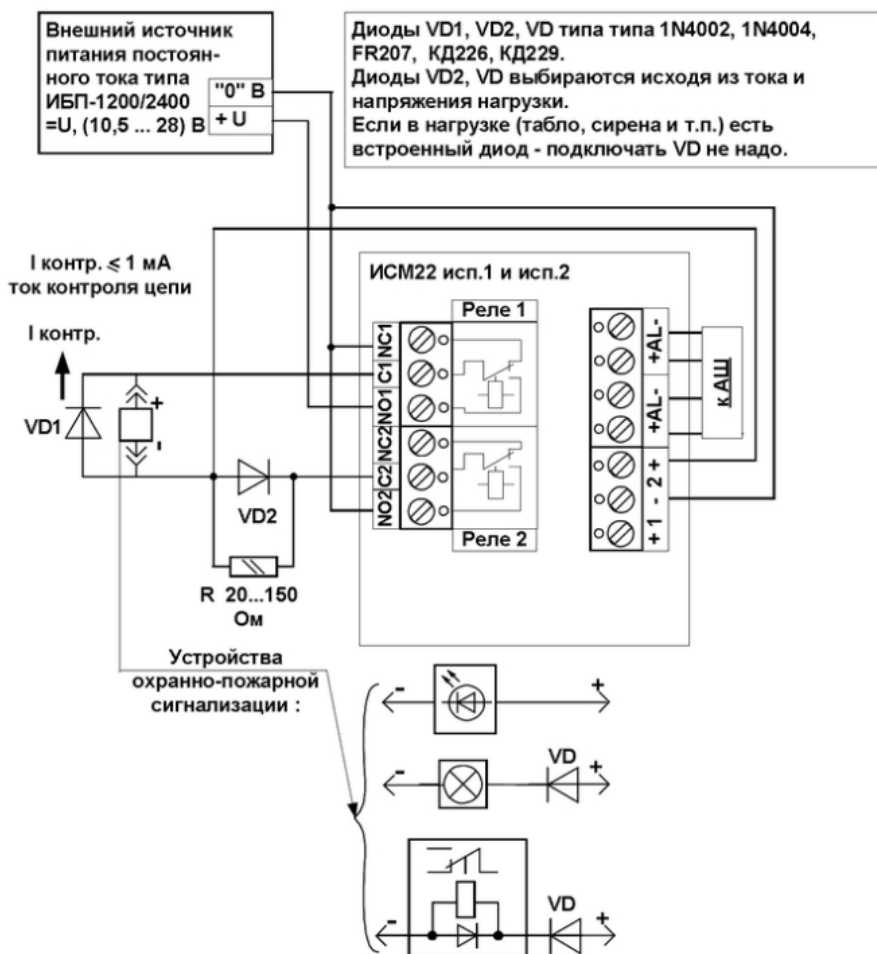 Внешний источник
питания постоян-
ного тока типа
ИБП-1200/2400
=U, (10,5 ... 28) В
"0" В
+ U
Диоды VD1, VD2, VD типа типа 1N4002, 1N4004,
FR207, КД226, КД229.
Диоды VD2, VD выбираются исходя из тока и
напряжения нагрузки.
Если в нагрузке (табло, сирена и т.п.) есть
встроенный диод - подключать VD не надо.
I контр. ⩽ 1 мА
ток контроля цепи
I контр.
VD1
+
-
VD2
R 20...150
Ом
ИСМ22 исп.1 и исп.2
Реле 1
NC1
C1
NO1
NC2
C2
NO2
Реле 2
+AL-
+AL-
+ 1 - 2 +
к АШ
Устройства
охранно-пожарной
сигнализации :
- +
- VD +
- VD +